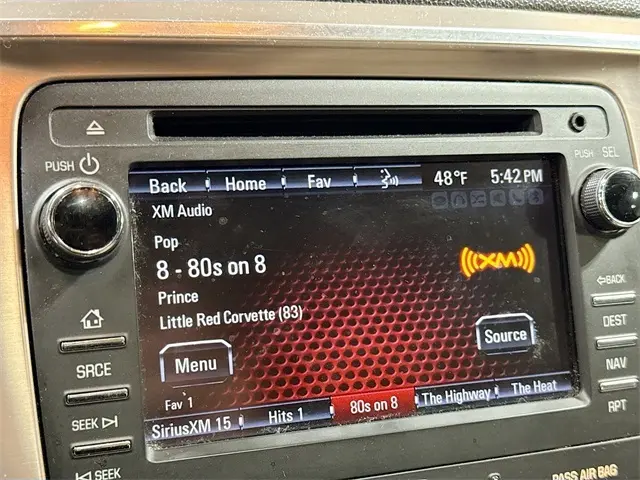 PUSH
PUSH SEL
Back Home Fav 48°F 5:42 PM
XM Audio
Pop
8 - 80s on 8
XM
Prince
Little Red Corvette (83)
Menu
Source
Fav 1
SiriusXM 15 Hits 1 80s on 8 The Highway The Heat
SRCE
SEEK
SEEK
BACK
DEST
NAV
RPT
PASS AIR BAG